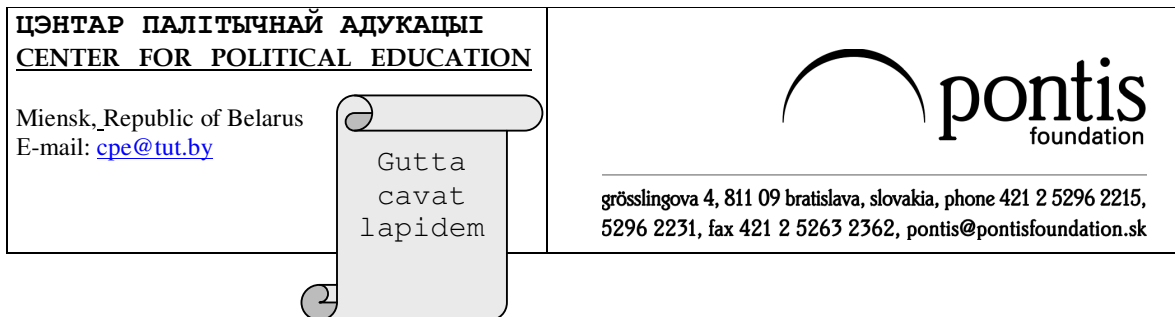 ЦЭНТАР ПАЛІТЫЧНАЙ АДУКАЦЫІ
CENTER FOR POLITICAL EDUCATION
Miensk, Republic of Belarus
E-mail: cpe@tut.by
Gutta
cavat
lapidem
pontis
foundation
grösslingova 4, 811 09 bratislava, slovakia, phone 421 2 5296 2215,
5296 2231, fax 421 2 5263 2362, pontis@pontisfoundation.sk